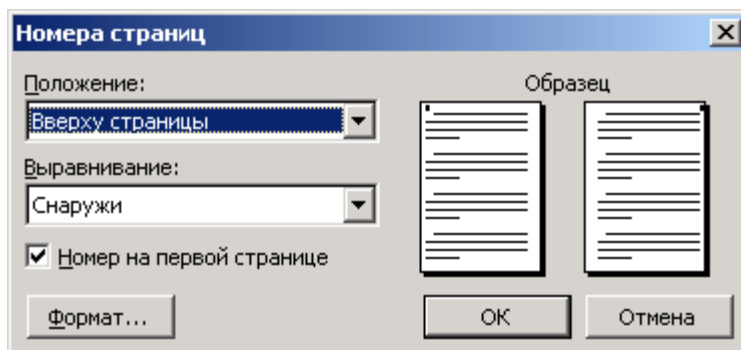 Номера страниц
Положение:
Образец
Вверху страницы
Выравнивание:
Снаружи
Номер на первой странице
Формат...
ОК
Отмена